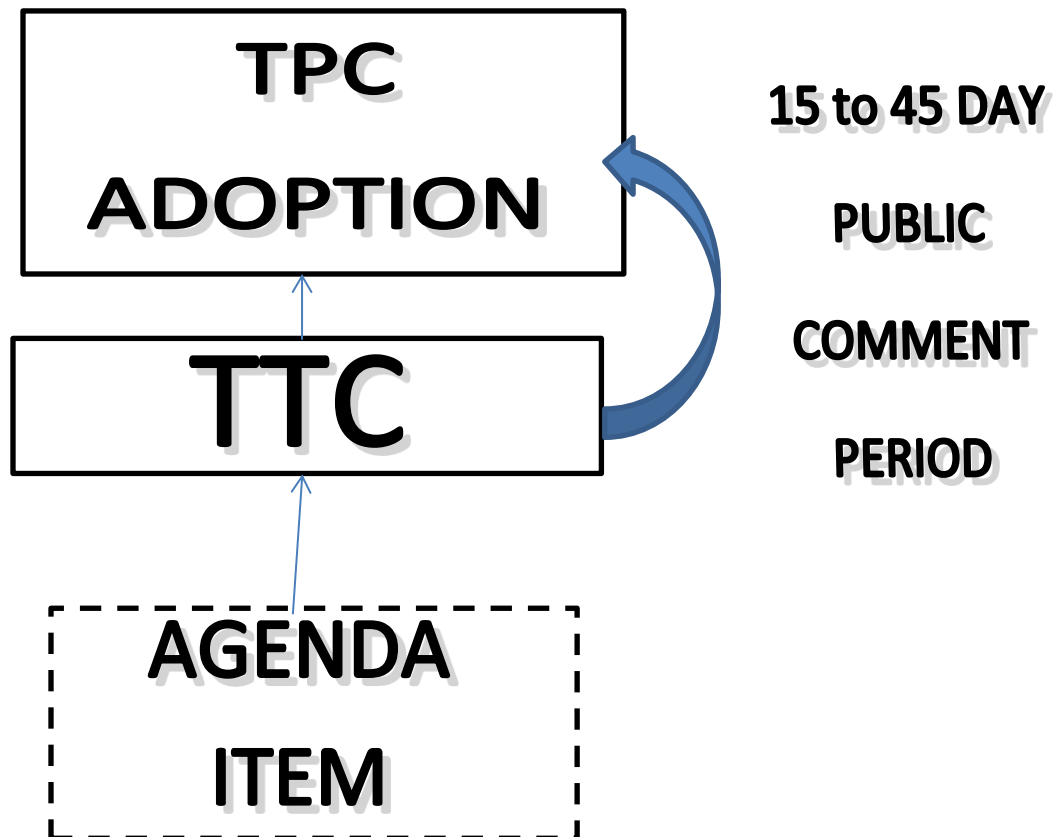 TPC
ADOPTION
15 to 45 DAY
PUBLIC
COMMENT
PERIOD
TTC
AGENDA
ITEM